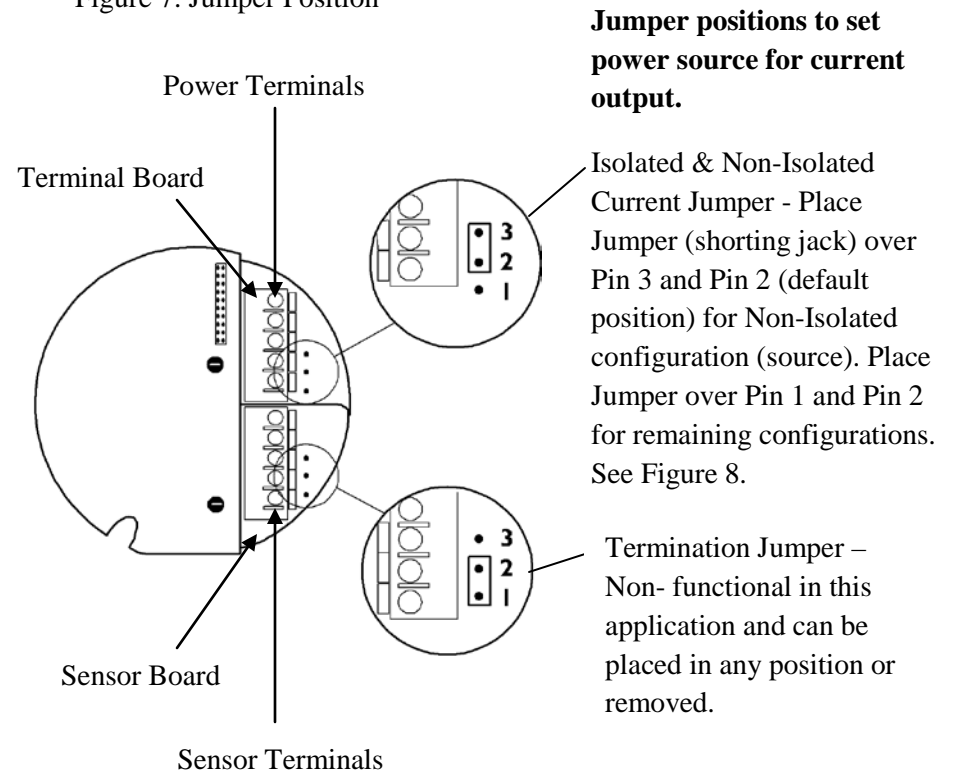 Figure 7: Jumper Position
Jumper positions to set
power source for current
output.
Power Terminals
Terminal Board
Isolated & Non-Isolated
Current Jumper - Place
Jumper (shorting jack) over
Pin 3 and Pin 2 (default
position) for Non-Isolated
configuration (source). Place
Jumper over Pin 1 and Pin 2
for remaining configurations.
See Figure 8.
3
2
1
3
2
1
Termination Jumper –
Non- functional in this
application and can be
placed in any position or
removed.
Sensor Board
Sensor Terminals